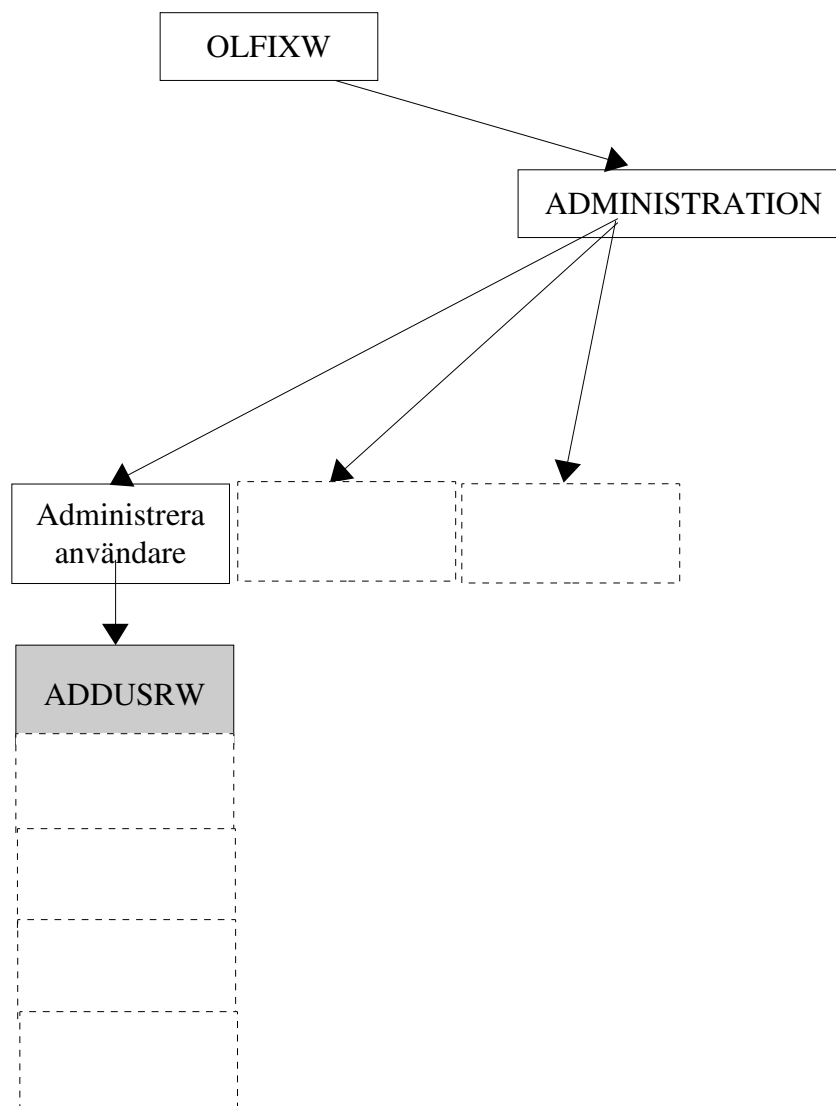 OLFIXW
ADMINISTRATION
Administrera
användare
ADDUSRW